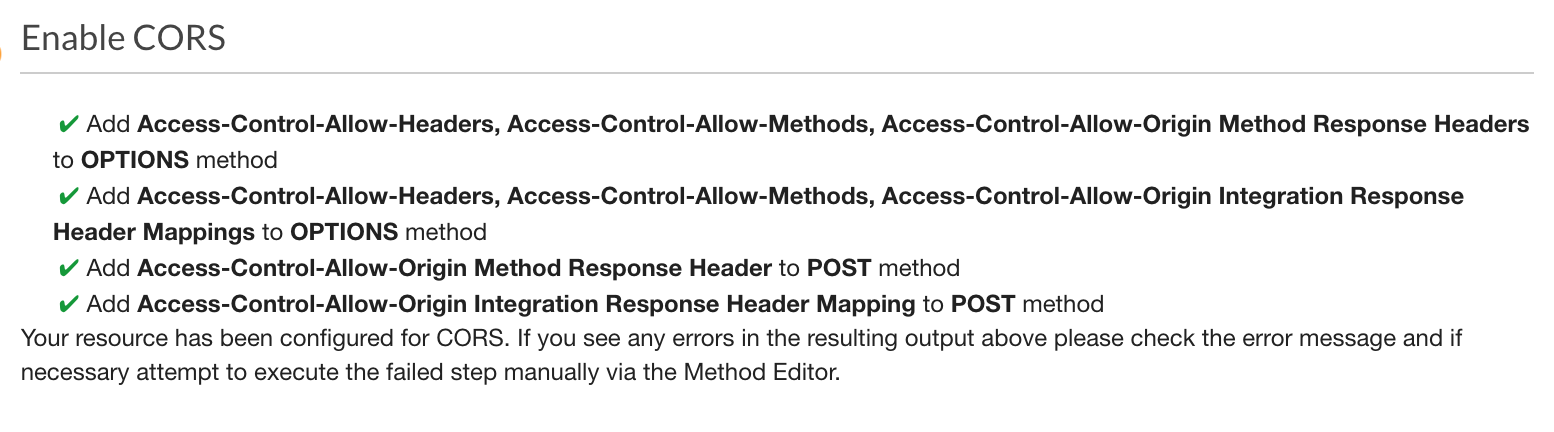 Enable CORS
✔ Add Access-Control-Allow-Headers, Access-Control-Allow-Methods, Access-Control-Allow-Origin Method Response Headers
to OPTIONS method
✔ Add Access-Control-Allow-Headers, Access-Control-Allow-Methods, Access-Control-Allow-Origin Integration Response
Header Mappings to OPTIONS method
✔ Add Access-Control-Allow-Origin Method Response Header to POST method
✔ Add Access-Control-Allow-Origin Integration Response Header Mapping to POST method
Your resource has been configured for CORS. If you see any errors in the resulting output above please check the error message and if
necessary attempt to execute the failed step manually via the Method Editor.